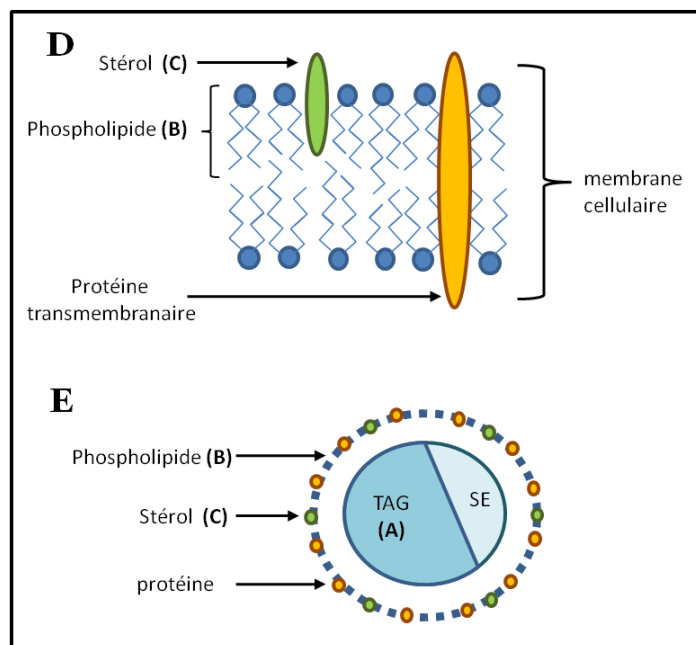 D
Stérol (C)
Phospholipide (B)
membrane
cellulaire
Protéine
transmembranaire
E
Phospholipide (B)
TAG
(A)
SE
Stérol (C)
protéine